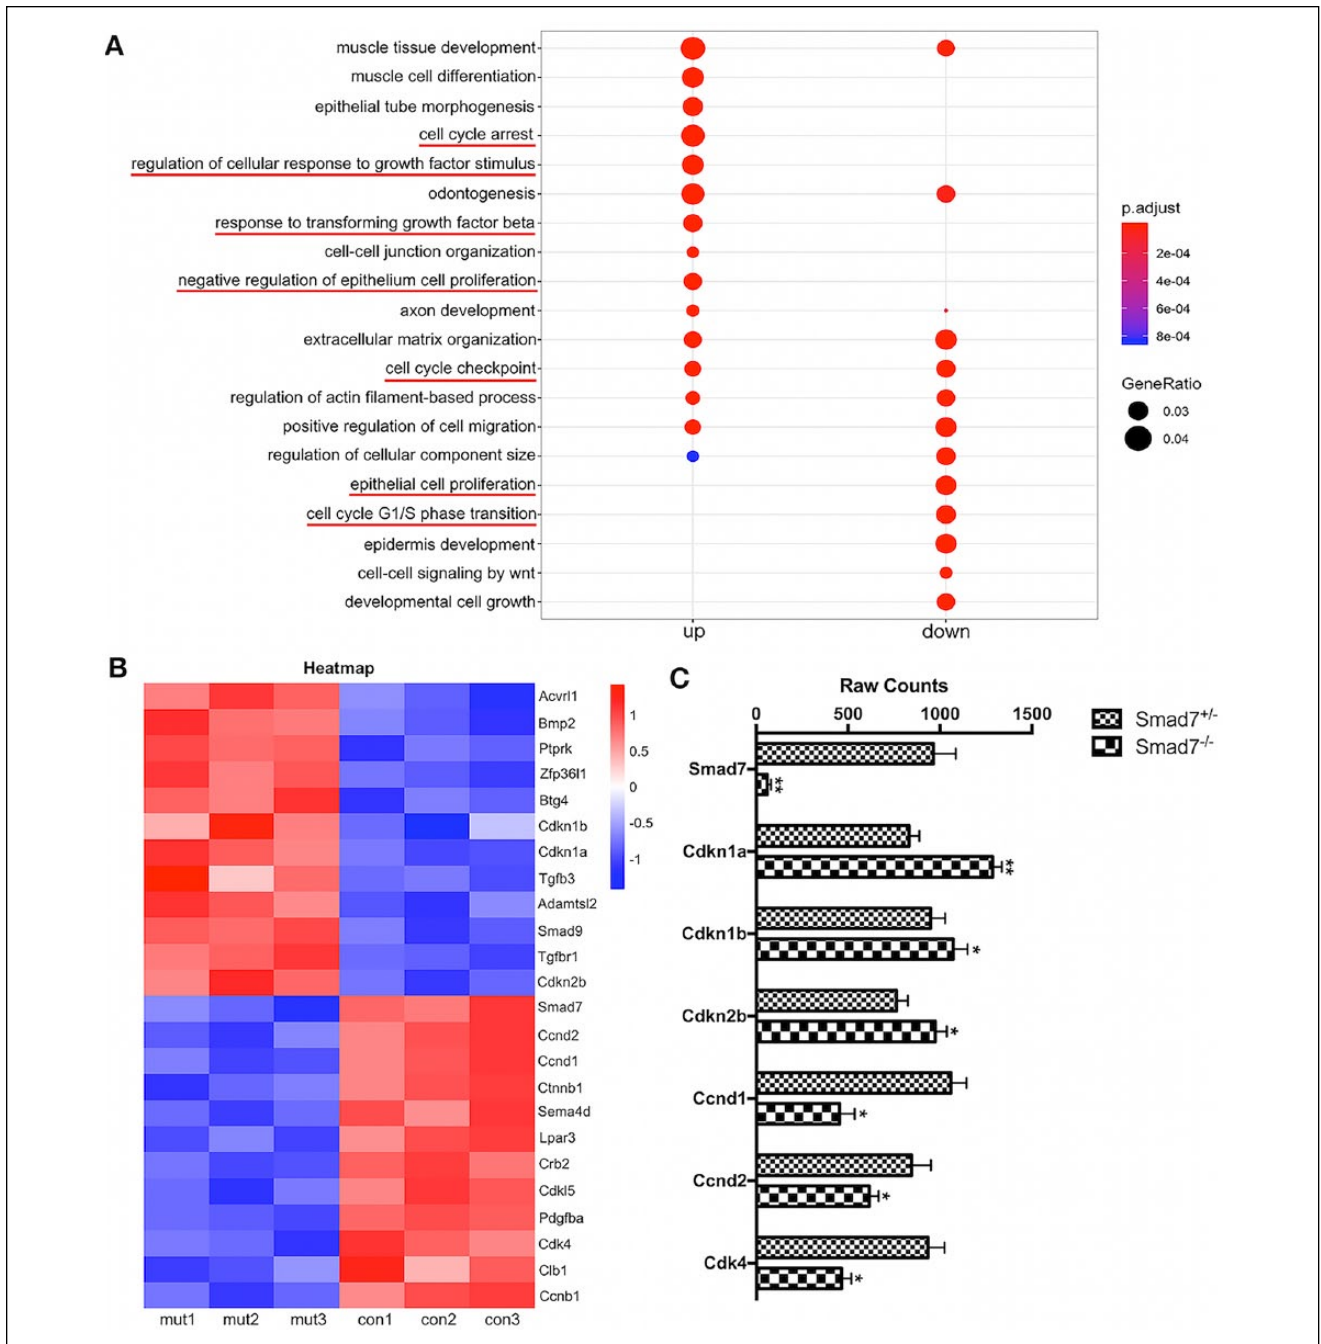 A
muscle tissue development
muscle cell differentiation
epithelial tube morphogenesis
cell cycle arrest
regulation of cellular response to growth factor stimulus
odontogenesis
response to transforming growth factor beta
cell-cell junction organization
negative regulation of epithelium cell proliferation
axon development
extracellular matrix organization
cell cycle checkpoint
regulation of actin filament-based process
positive regulation of cell migration
regulation of cellular component size
epithelial cell proliferation
cell cycle G1/S phase transition
epidermis development
cell-cell signaling by wnt
developmental cell growth
up down
p.adjust
2e-04
4e-04
6e-04
8e-04
GeneRatio
0.03
0.04
B
Heatmap
Acvrl1
Bmp2
Ptprk
Zfp36l1
Btg4
Cdkn1b
Cdkn1a
Tgfb3
Adamtsl2
Smad9
Tgfbr1
Cdkn2b
Smad7
Ccnd2
Ccnd1
Ctnnb1
Sema4d
Lpar3
Crb2
Cdkl5
Pdgfba
Cdk4
Clb1
Ccnb1
mut1 mut2 mut3 con1 con2 con3
1
0.5
0
-0.5
-1
C
Raw Counts
0 500 1000 1500
Smad7
**
Cdkn1a
**
Cdkn1b
*
Cdkn2b
*
Ccnd1
*
Ccnd2
*
Cdk4
*
Smad7+/-
Smad7-/-